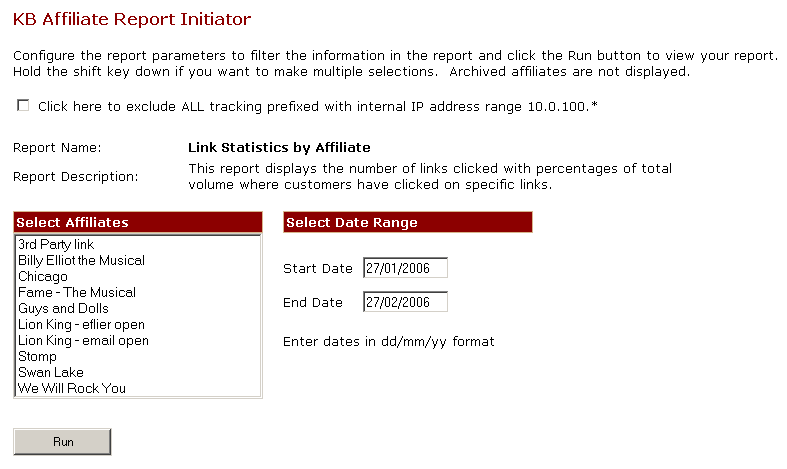 KB Affiliate Report Initiator
Configure the report parameters to filter the information in the report and click the Run button to view your report.
Hold the shift key down if you want to make multiple selections.  Archived affiliates are not displayed.
Click here to exclude ALL tracking prefixed with internal IP address range 10.0.100.*
Report Name: Link Statistics by Affiliate
Report Description: This report displays the number of links clicked with percentages of total
volume where customers have clicked on specific links.
Select Affiliates
3rd Party link
Billy Elliot the Musical
Chicago
Fame - The Musical
Guys and Dolls
Lion King - eflier open
Lion King - email open
Stomp
Swan Lake
We Will Rock You
Select Date Range
Start Date 27/01/2006
End Date 27/02/2006
Enter dates in dd/mm/yy format
Run